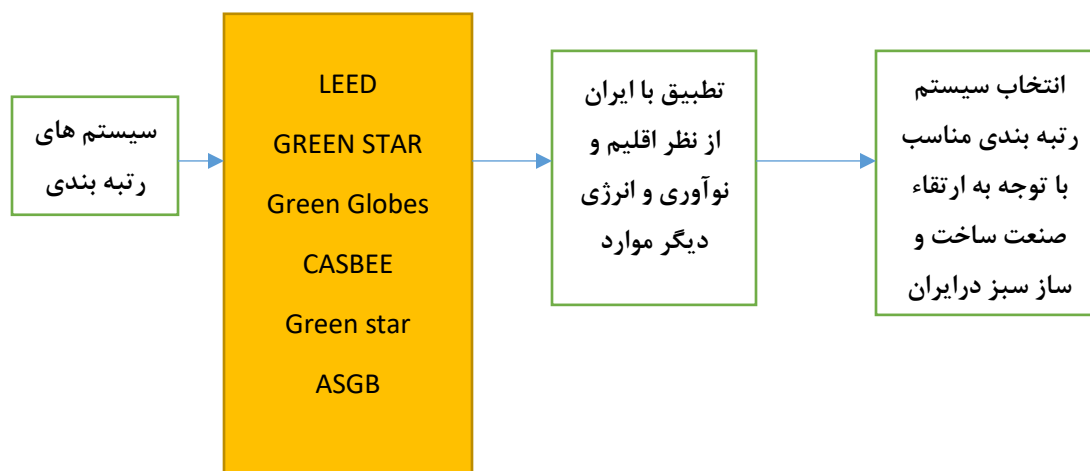 سیستم های
رتبه بندی
LEED
GREEN STAR
Green Globes
CASBEE
Green star
ASGB
تطبیق با ایران
از نظر اقلیم و
نوآوری و انرژی
دیگر موارد
انتخاب سیستم
رتبه بندی مناسب
با توجه به ارتقاء
صنعت ساخت و
ساز سبز درایران